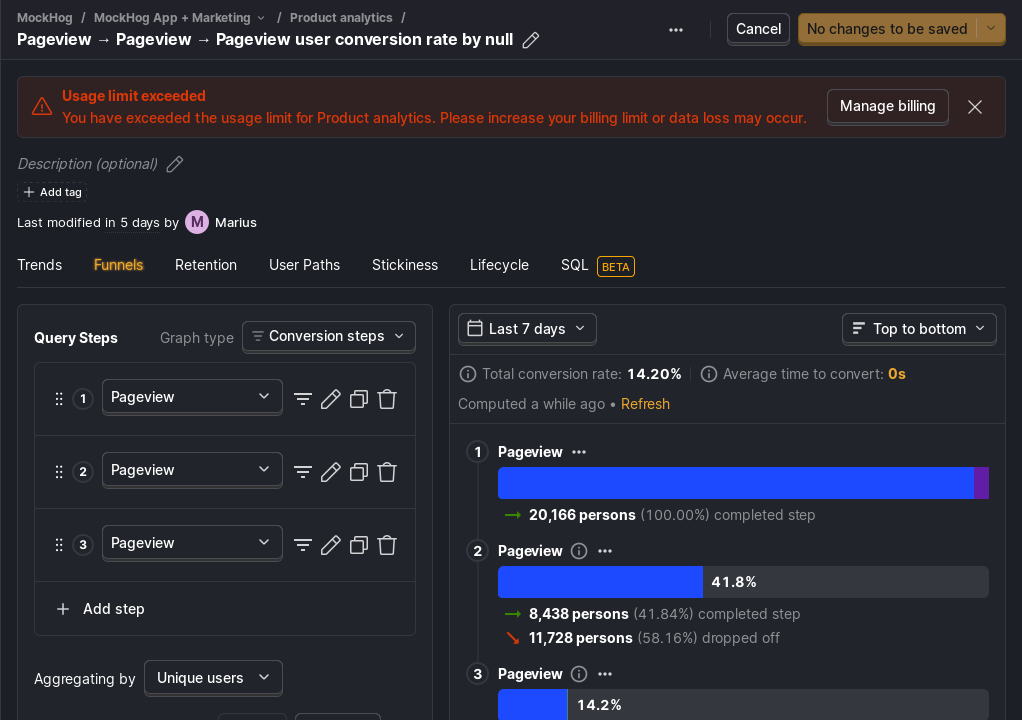 MockHog / MockHog App + Marketing / Product analytics /
Pageview → Pageview → Pageview user conversion rate by null
Cancel
No changes to be saved
Usage limit exceeded
You have exceeded the usage limit for Product analytics. Please increase your billing limit or data loss may occur.
Manage billing
Description (optional)
Add tag
Last modified in 5 days by M Marius
Trends Funnels Retention User Paths Stickiness Lifecycle SQL BETA
Query Steps Graph type Conversion steps
1 Pageview
2 Pageview
3 Pageview
Add step
Aggregating by Unique users
Last 7 days Top to bottom
Total conversion rate: 14.20% Average time to convert: 0s
Computed a while ago • Refresh
1 Pageview
20,166 persons (100.00%) completed step
2 Pageview
41.8%
8,438 persons (41.84%) completed step
11,728 persons (58.16%) dropped off
3 Pageview
14.2%